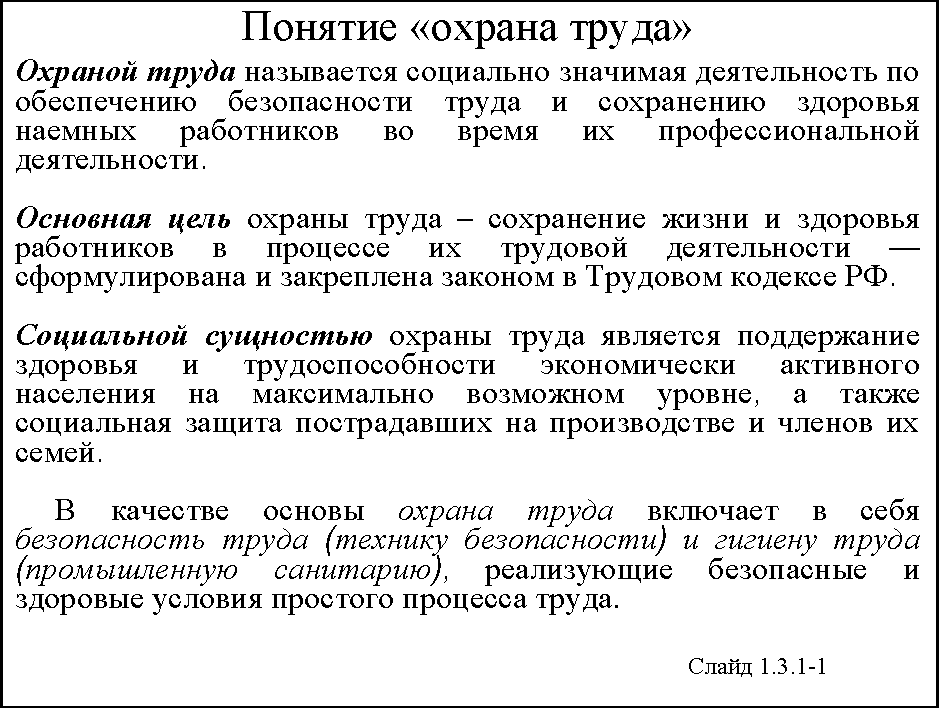 Понятие «охрана труда»
Охраной труда называется социально значимая деятельность по
обеспечению безопасности труда и сохранению здоровья
наемных работников во время их профессиональной
деятельности.
Основная цель охраны труда – сохранение жизни и здоровья
работников в процессе их трудовой деятельности —
сформулирована и закреплена законом в Трудовом кодексе РФ.
Социальной сущностью охраны труда является поддержание
здоровья и трудоспособности экономически активного
населения на максимально возможном уровне, а также
социальная защита пострадавших на производстве и членов их
семей.
В качестве основы охрана труда включает в себя
безопасность труда (технику безопасности) и гигиену труда
(промышленную санитарию), реализующие безопасные и
здоровые условия простого процесса труда.
Слайд 1.3.1-1